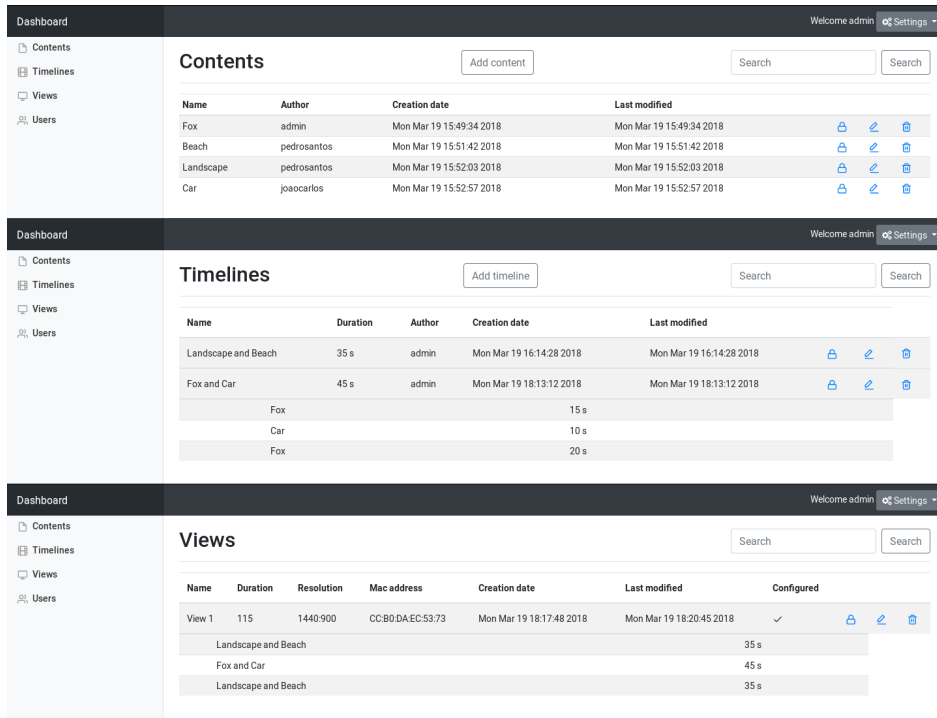 Dashboard Welcome admin Settings
Contents
Timelines
Views
Users
Contents Add content Search Search
Name Author Creation date Last modified
Fox admin Mon Mar 19 15:49:34 2018 Mon Mar 19 15:49:34 2018
Beach pedrosantos Mon Mar 19 15:51:42 2018 Mon Mar 19 15:51:42 2018
Landscape pedrosantos Mon Mar 19 15:52:03 2018 Mon Mar 19 15:52:03 2018
Car joaocarlos Mon Mar 19 15:52:57 2018 Mon Mar 19 15:52:57 2018
Dashboard Welcome admin Settings
Contents
Timelines
Views
Users
Timelines Add timeline Search Search
Name Duration Author Creation date Last modified
Landscape and Beach 35 s admin Mon Mar 19 16:14:28 2018 Mon Mar 19 16:14:28 2018
Fox and Car 45 s admin Mon Mar 19 18:13:12 2018 Mon Mar 19 18:13:12 2018
Fox 15 s
Car 10 s
Fox 20 s
Dashboard Welcome admin Settings
Contents
Timelines
Views
Users
Views Search Search
Name Duration Resolution Mac address Creation date Last modified Configured
View 1 115 1440:900 CC:B0:DA:EC:53:73 Mon Mar 19 18:17:48 2018 Mon Mar 19 18:20:45 2018
Landscape and Beach 35 s
Fox and Car 45 s
Landscape and Beach 35 s